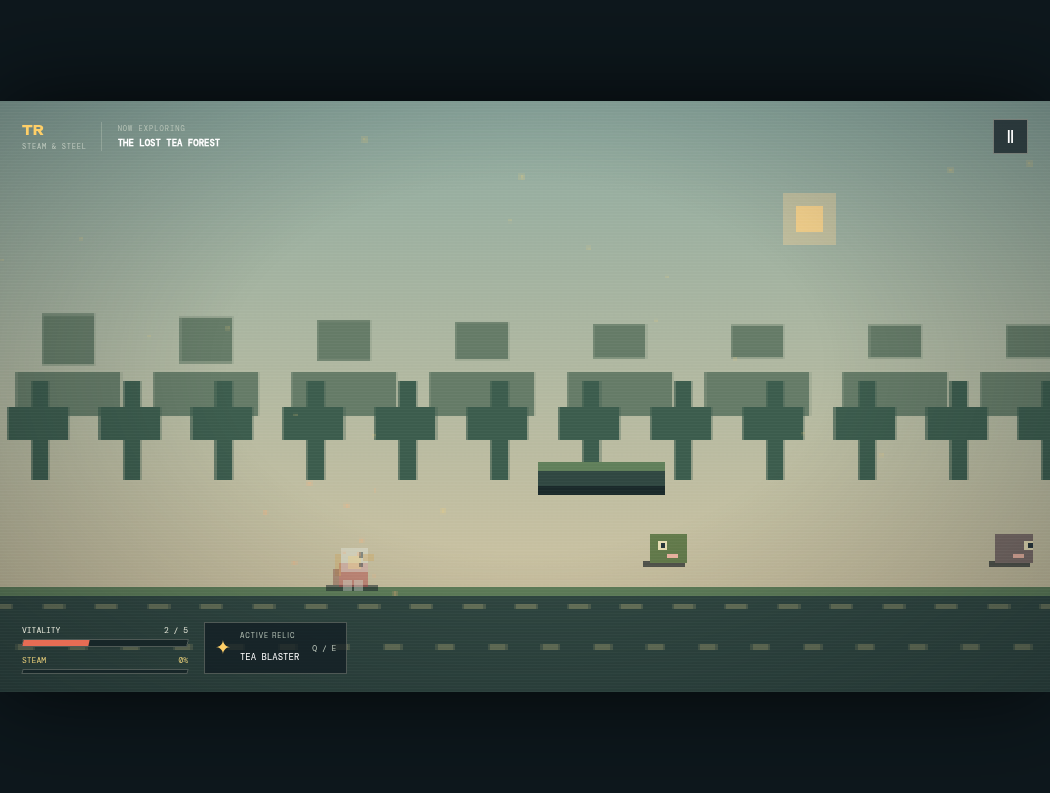 TR
STEAM & STEEL
NOW EXPLORING
THE LOST TEA FOREST
VITALITY 2 / 5
STEAM 0%
ACTIVE RELIC
TEA BLASTER
Q / E